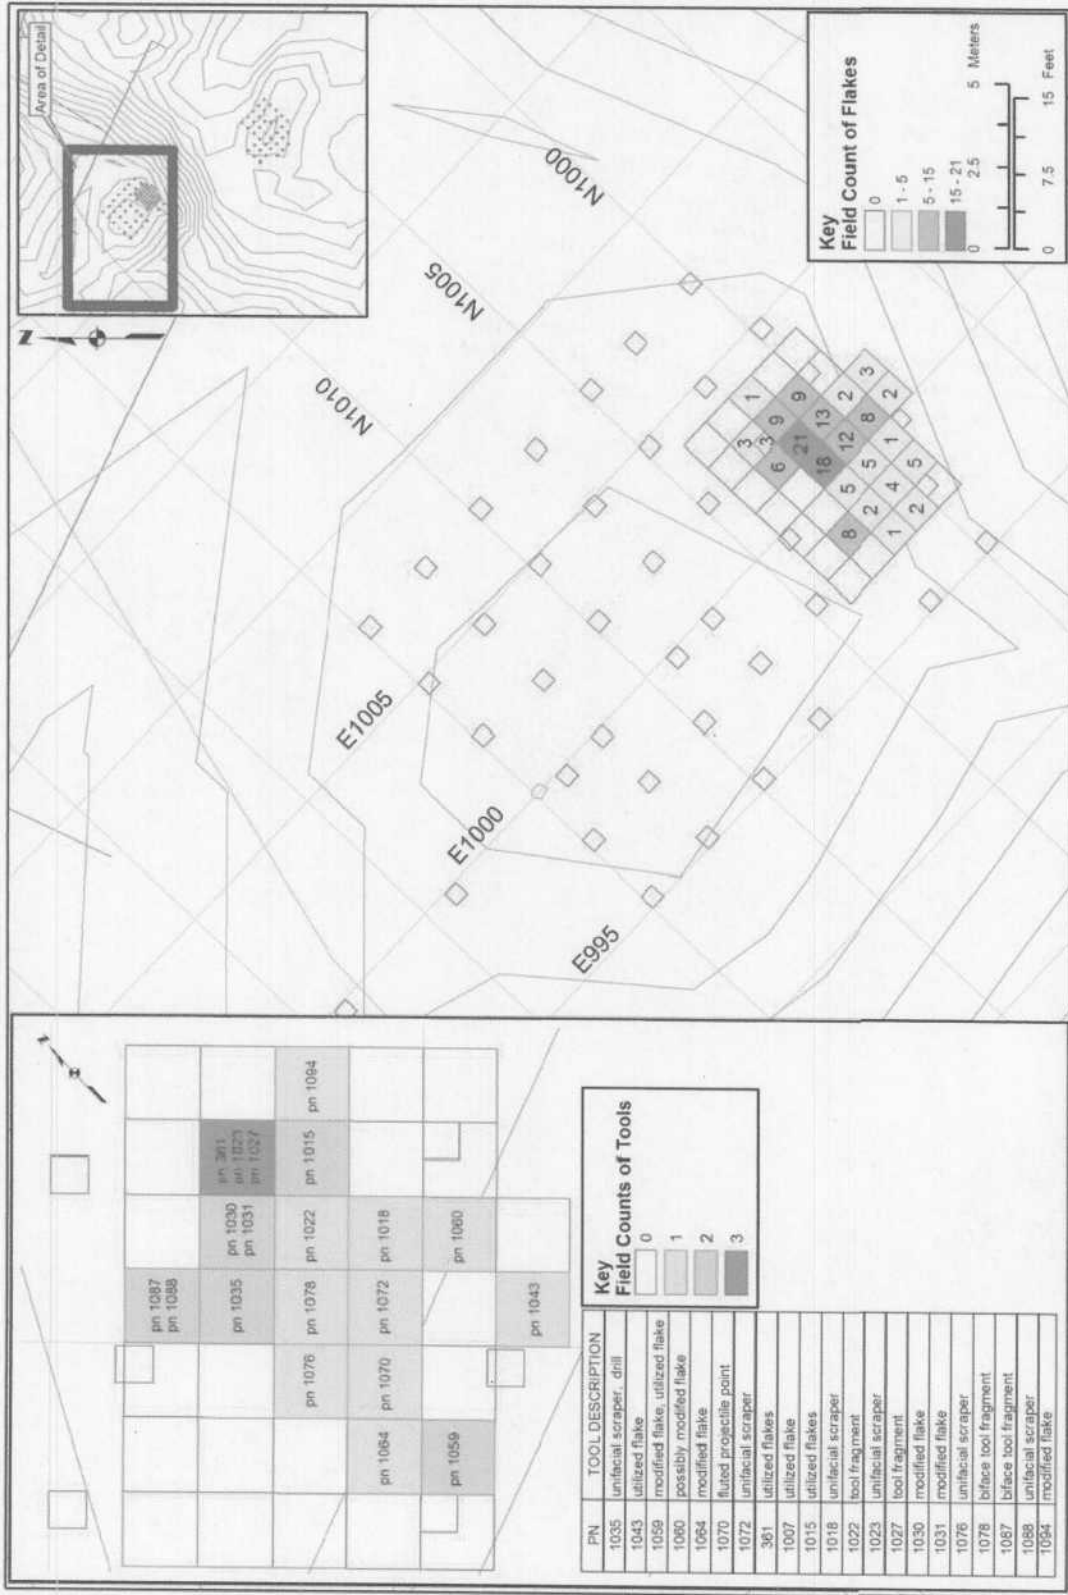 Area of Detail
Z
N1010
N1005
N1000
E1005
E1000
E995
1
3
3
9
9
6
21
13
2
3
18
12
8
2
5
5
1
8
2
4
5
1
2
Key
Field Count of Flakes
0
1 - 5
5 - 15
15 - 21
0 2.5 5 Meters
0 7.5 15 Feet
Z
pn 1087
pn 1088
pn 1030
pn 1031
pn 361
pn 1023
pn 1027
pn 1035
pn 1076
pn 1078
pn 1022
pn 1015
pn 1094
pn 1064
pn 1070
pn 1072
pn 1018
pn 1059
pn 1060
pn 1043
Key
Field Counts of Tools
0
1
2
3
PN TOOL DESCRIPTION
1035 unifacial scraper, drill
1043 utilized flake
1059 modified flake, utilized flake
1060 possibly modifed flake
1064 modified flake
1070 fluted projectile point
1072 unifacial scraper
361 utilized flakes
1007 utilized flake
1015 utilized flakes
1018 unifacial scraper
1022 tool fragment
1023 unifacial scraper
1027 tool fragment
1030 modified flake
1031 modified flake
1076 unifacial scraper
1078 biface tool fragment
1087 biface tool fragment
1088 unifacial scraper
1094 modified flake